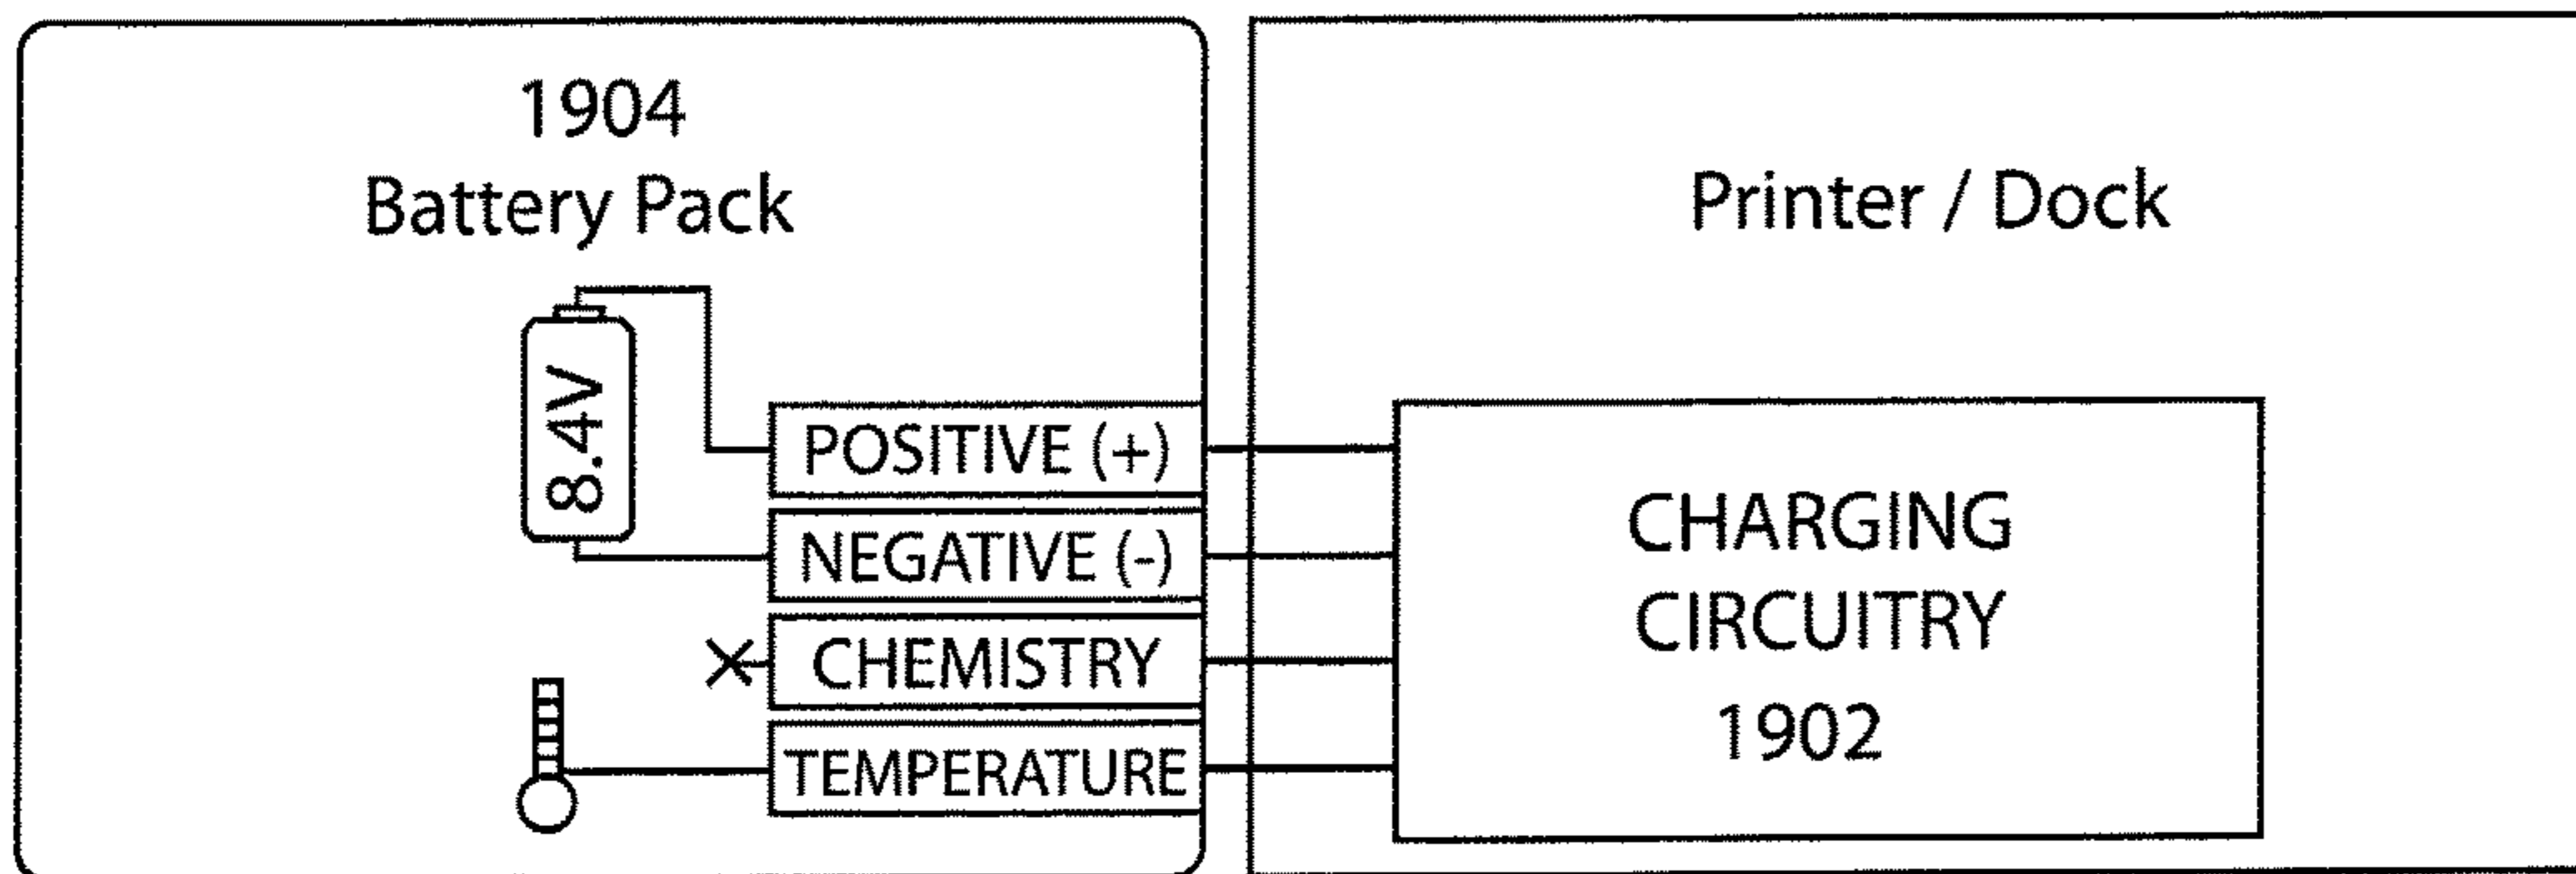 1904
Battery Pack
8.4V
POSITIVE (+)
NEGATIVE (-)
CHEMISTRY
TEMPERATURE
Printer / Dock
CHARGING
CIRCUITRY
1902